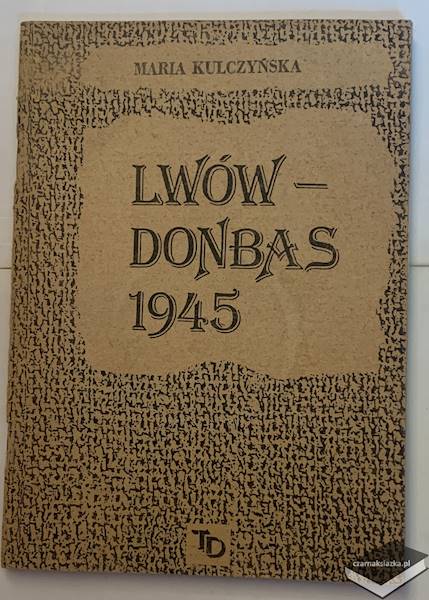 MARIA KULCZYŃSKA
LWÓW –
DONBAS
1945
TD
czarnaksiazka.pl